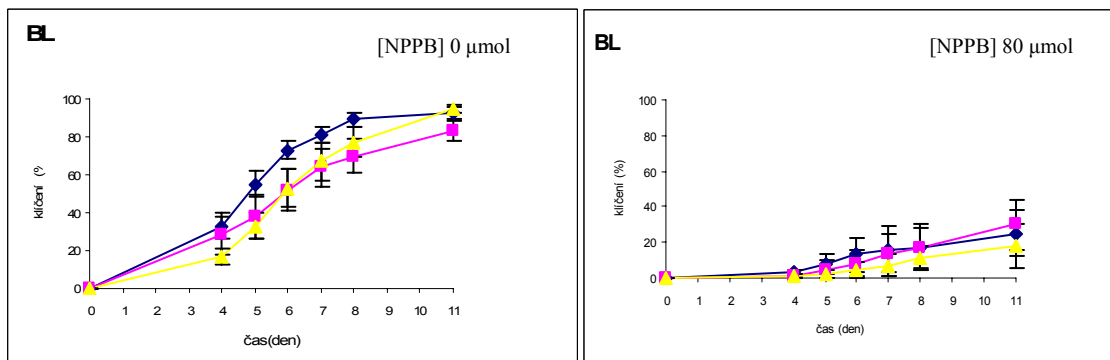 BL
[NPPB] 0 µmol
100
80
60
40
20
0
klíčení (%
0 1 2 3 4 5 6 7 8 9 10 11
čas(den)
BL
[NPPB] 80 µmol
100
80
60
40
20
0
klíčení (%)
0 1 2 3 4 5 6 7 8 9 10 11
čas (den)